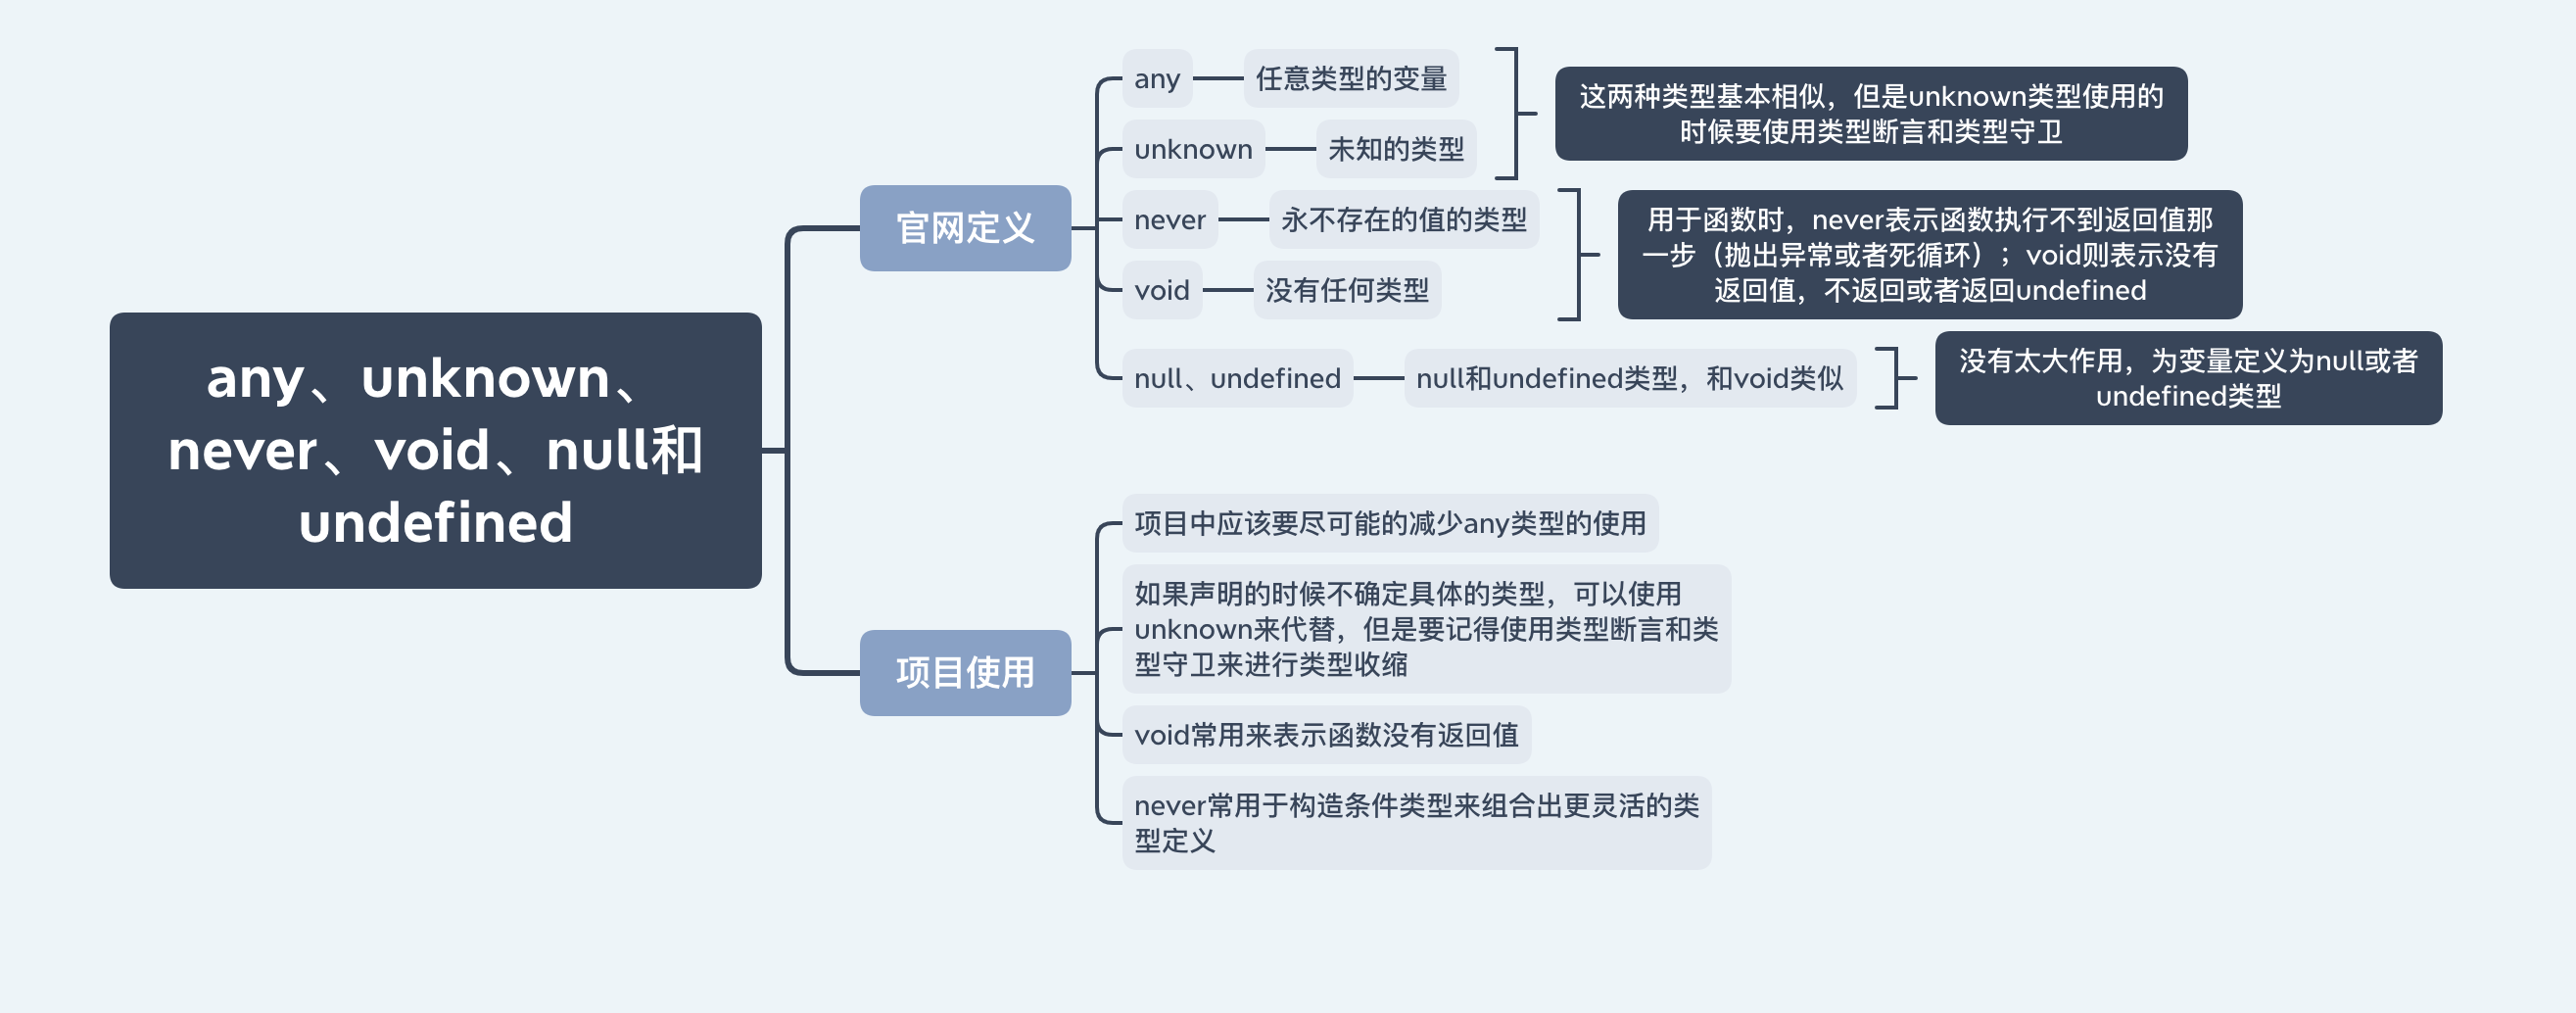 any、unknown、
never、void、null和
undefined
官网定义
any
任意类型的变量
unknown
未知的类型
这两种类型基本相似，但是unknown类型使用的
时候要使用类型断言和类型守卫
never
永不存在的值的类型
void
没有任何类型
用于函数时，never表示函数执行不到返回值那
一步（抛出异常或者死循环）；void则表示没有
返回值，不返回或者返回undefined
null、undefined
null和undefined类型，和void类似
没有太大作用，为变量定义为null或者
undefined类型
项目使用
项目中应该要尽可能的减少any类型的使用
如果声明的时候不确定具体的类型，可以使用
unknown来代替，但是要记得使用类型断言和类
型守卫来进行类型收缩
void常用来表示函数没有返回值
never常用于构造条件类型来组合出更灵活的类
型定义